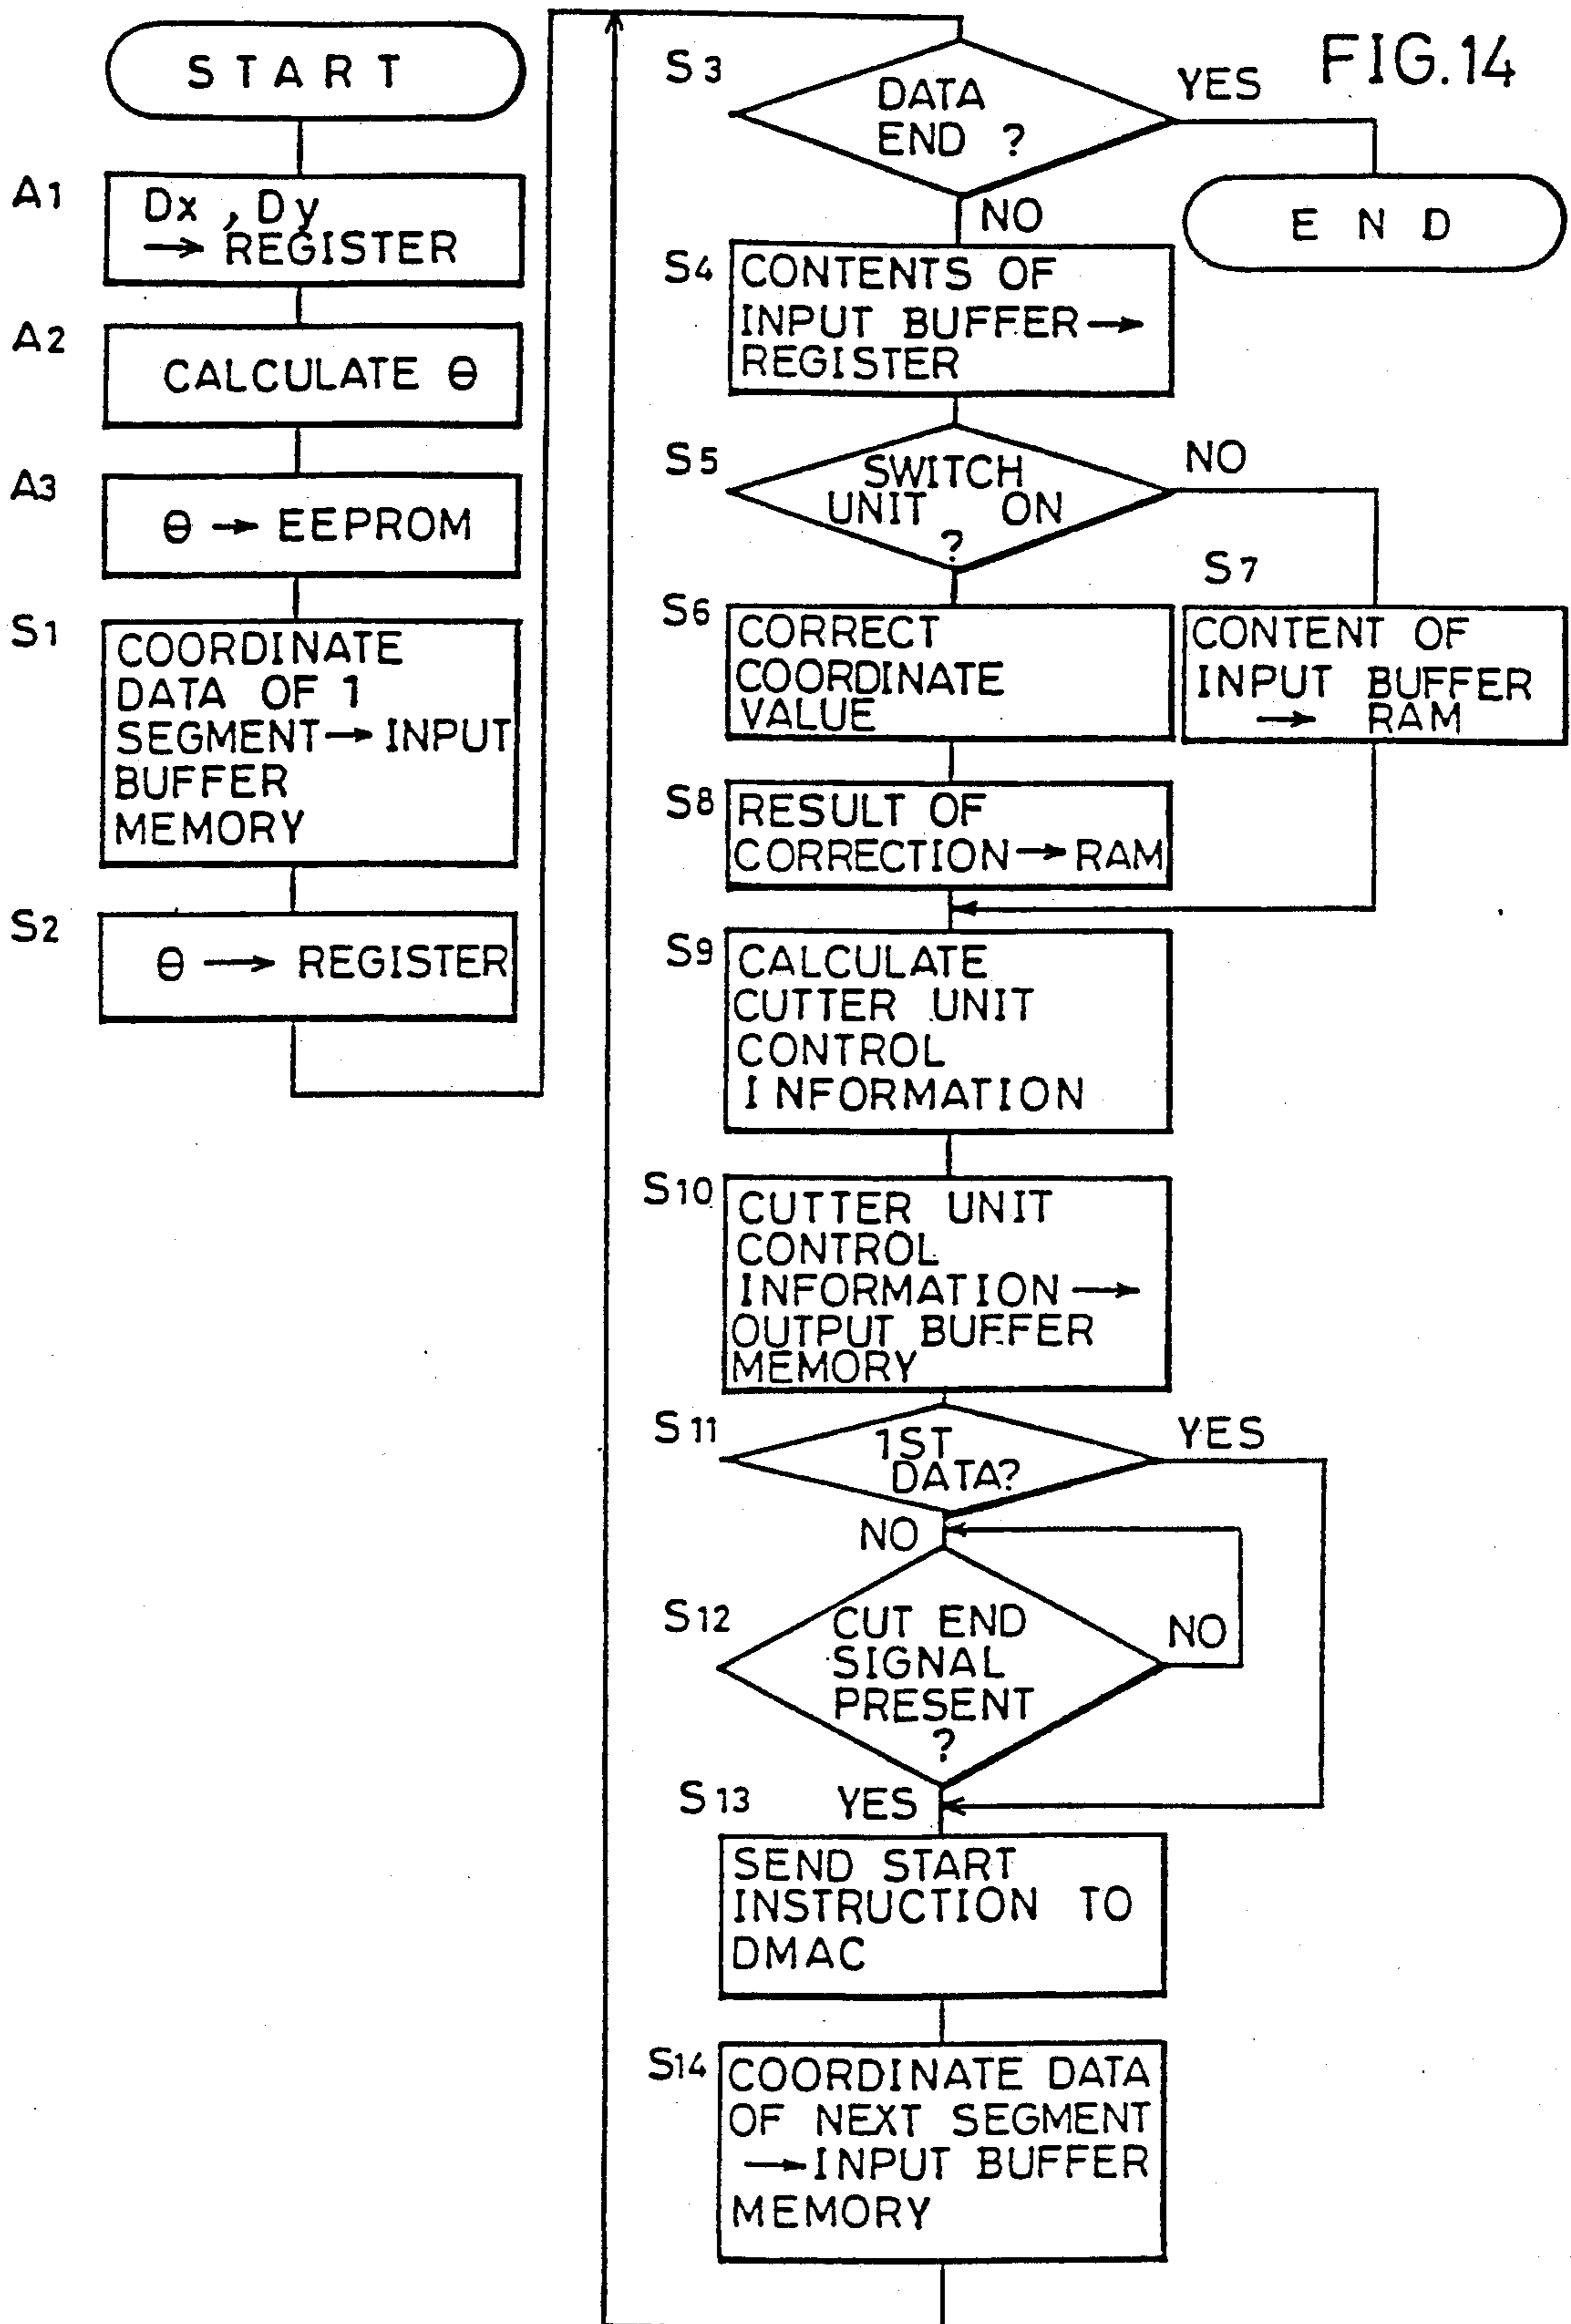 FIG.14
START
A1
Dx , Dy
→ REGISTER
A2
CALCULATE θ
A3
θ → EEPROM
S1
COORDINATE
DATA OF 1
SEGMENT → INPUT
BUFFER
MEMORY
S2
θ → REGISTER
S3
DATA
END ?
YES
END
NO
S4
CONTENTS OF
INPUT BUFFER →
REGISTER
S5
SWITCH
UNIT ON
?
NO
S6
CORRECT
COORDINATE
VALUE
S7
CONTENT OF
INPUT BUFFER
→ RAM
S8
RESULT OF
CORRECTION → RAM
S9
CALCULATE
CUTTER UNIT
CONTROL
INFORMATION
S10
CUTTER UNIT
CONTROL
INFORMATION →
OUTPUT BUFFER
MEMORY
S11
1ST
DATA?
YES
NO
S12
CUT END
SIGNAL
PRESENT
?
NO
YES
S13
SEND START
INSTRUCTION TO
DMAC
S14
COORDINATE DATA
OF NEXT SEGMENT
→ INPUT BUFFER
MEMORY